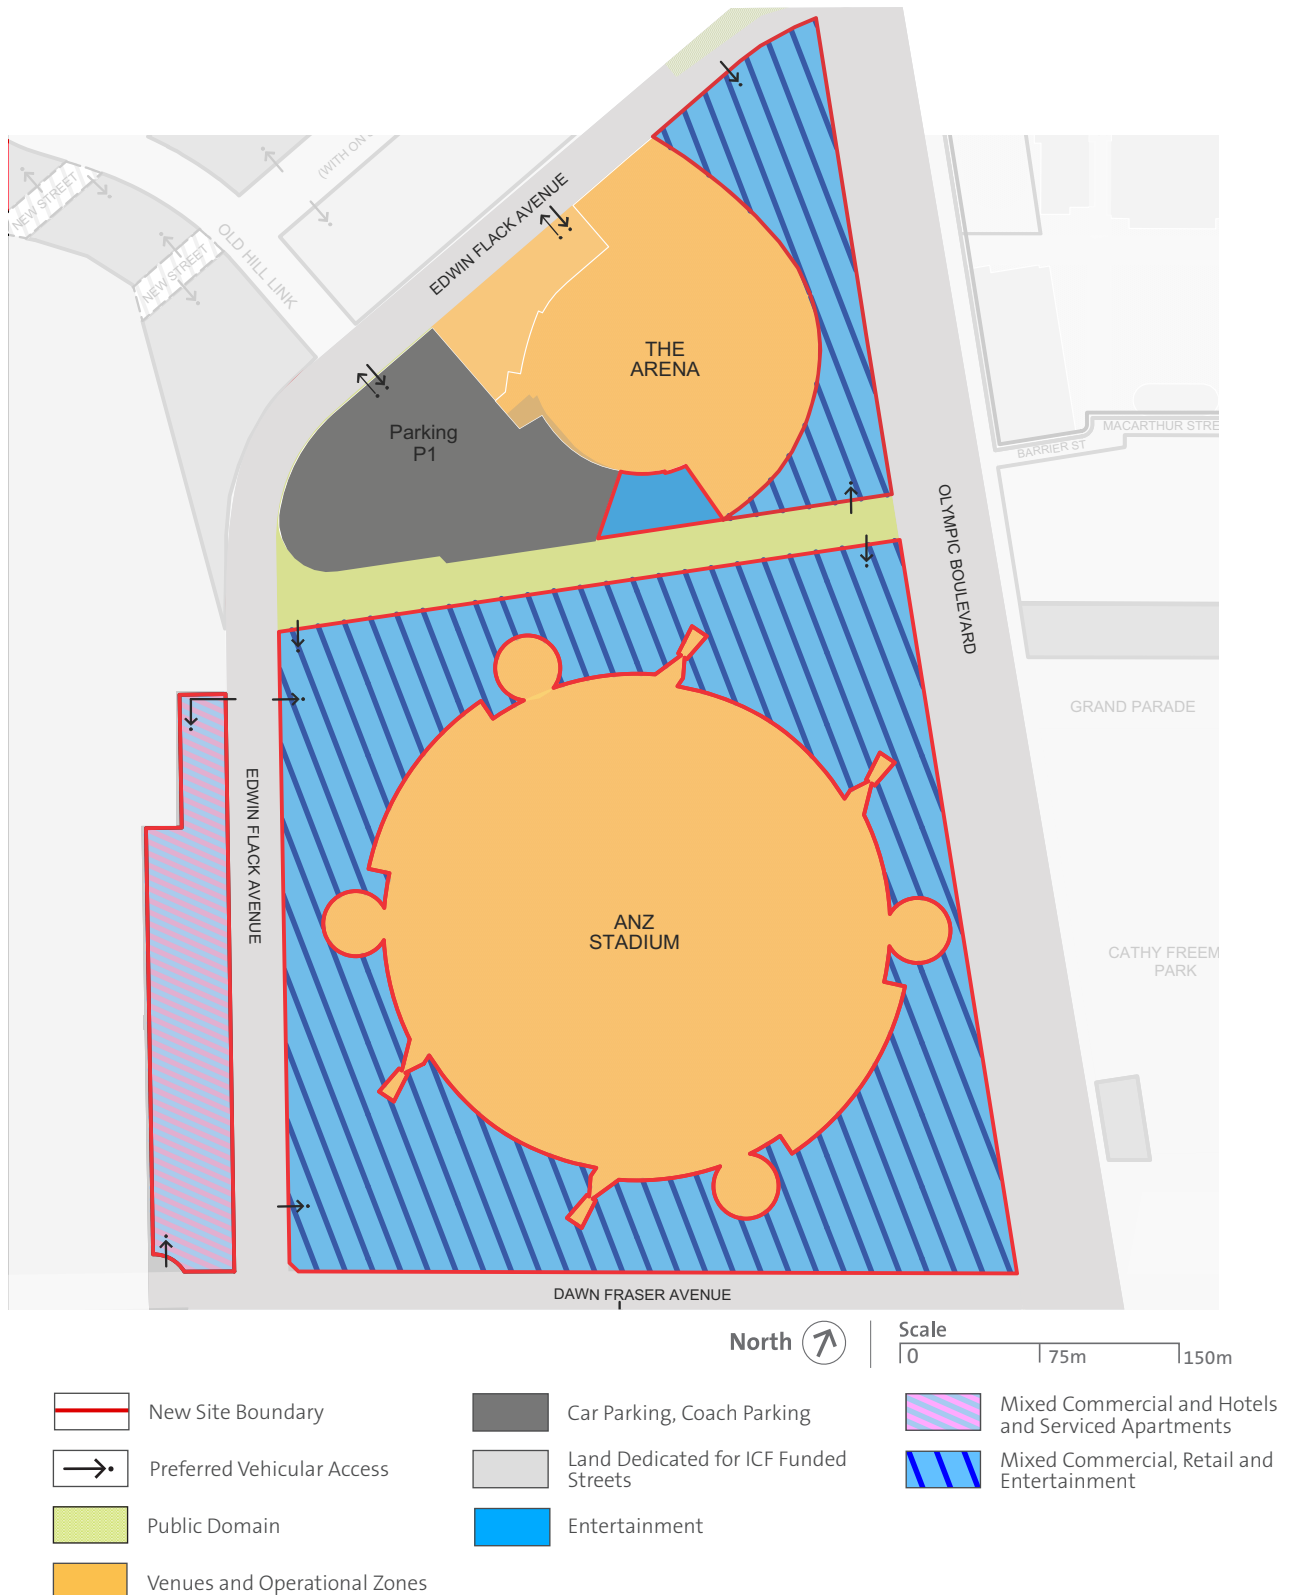 (WITH ON
NEW STREET
NEW STREET
OLD HILL LINK
EDWIN FLACK AVENUE
THE
ARENA
Parking
P1
MACARTHUR STRE
BARRIER ST
OLYMPIC BOULEVARD
GRAND PARADE
EDWIN FLACK AVENUE
ANZ
STADIUM
CATHY FREEM
PARK
DAWN FRASER AVENUE
North
Scale
0
75m
150m
New Site Boundary
Preferred Vehicular Access
Public Domain
Venues and Operational Zones
Car Parking, Coach Parking
Land Dedicated for ICF Funded
Streets
Entertainment
Mixed Commercial and Hotels
and Serviced Apartments
Mixed Commercial, Retail and
Entertainment